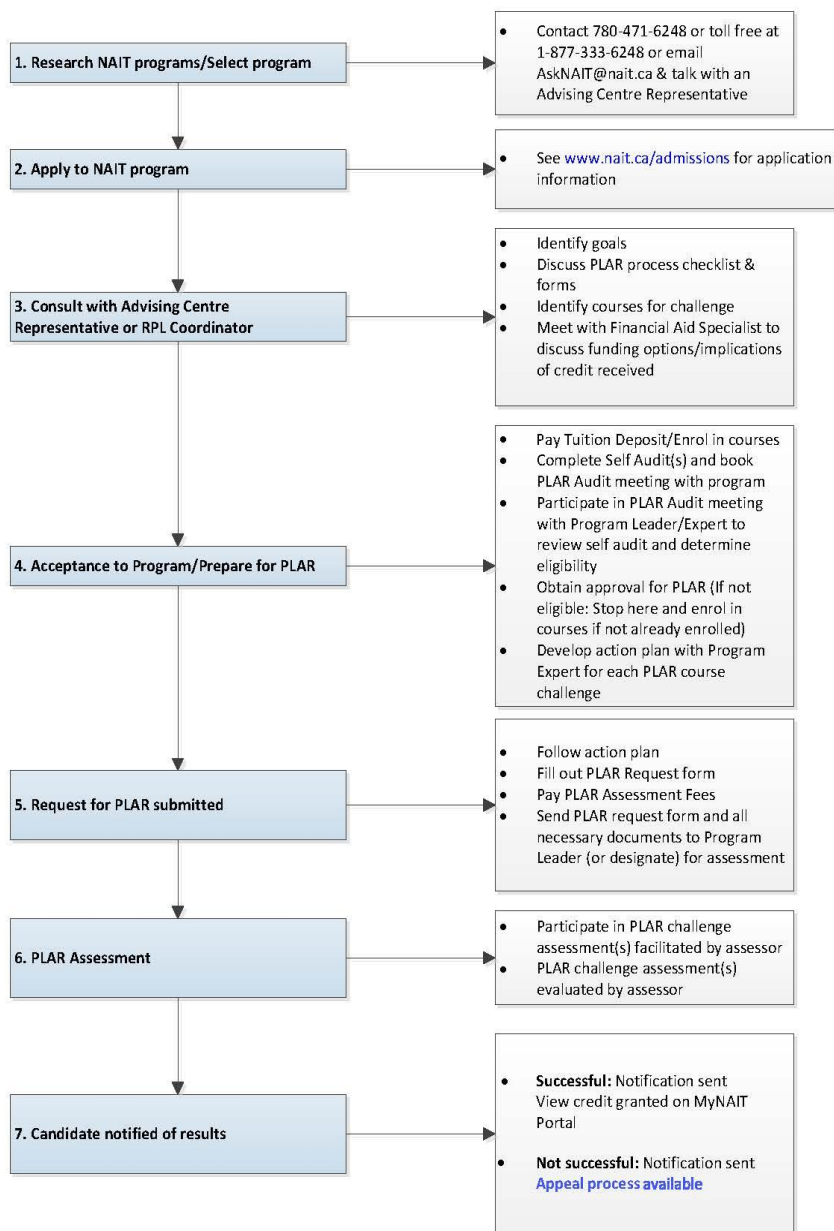 1. Research NAIT programs/Select program
• Contact 780-471-6248 or toll free at
1-877-333-6248 or email
AskNAIT@nait.ca & talk with an
Advising Centre Representative
2. Apply to NAIT program
• See www.nait.ca/admissions for application
information
3. Consult with Advising Centre
Representative or RPL Coordinator
• Identify goals
• Discuss PLAR process checklist &
forms
• Identify courses for challenge
• Meet with Financial Aid Specialist to
discuss funding options/implications
of credit received
4. Acceptance to Program/Prepare for PLAR
• Pay Tuition Deposit/Enrol in courses
• Complete Self Audit(s) and book
PLAR Audit meeting with program
• Participate in PLAR Audit meeting
with Program Leader/Expert to
review self audit and determine
eligibility
• Obtain approval for PLAR (If not
eligible: Stop here and enrol in
courses if not already enrolled)
• Develop action plan with Program
Expert for each PLAR course
challenge
5. Request for PLAR submitted
• Follow action plan
• Fill out PLAR Request form
• Pay PLAR Assessment Fees
• Send PLAR request form and all
necessary documents to Program
Leader (or designate) for assessment
6. PLAR Assessment
• Participate in PLAR challenge
assessment(s) facilitated by assessor
• PLAR challenge assessment(s)
evaluated by assessor
7. Candidate notified of results
• Successful: Notification sent
View credit granted on MyNAIT
Portal
• Not successful: Notification sent
Appeal process available